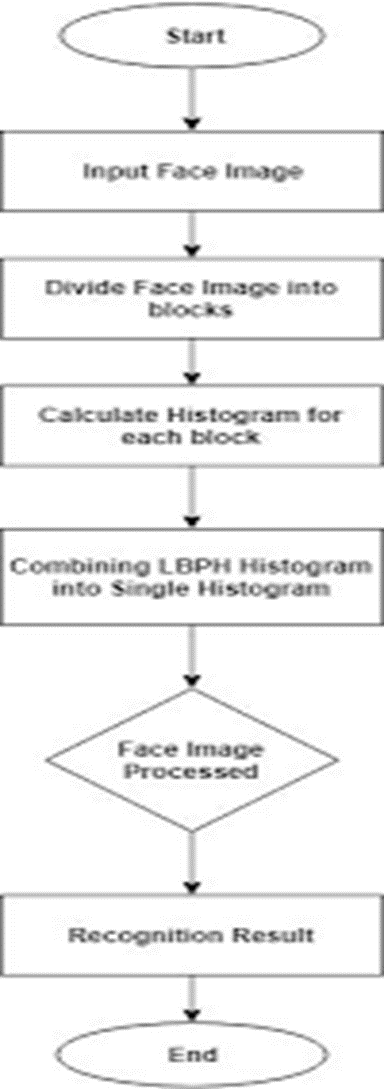 Start
Input Face Image
Divide Face Image into
blocks
Calculate Histogram for
each block
Combining LBPH Histogram
into Single Histogram
Face Image
Processed
Recognition Result
End